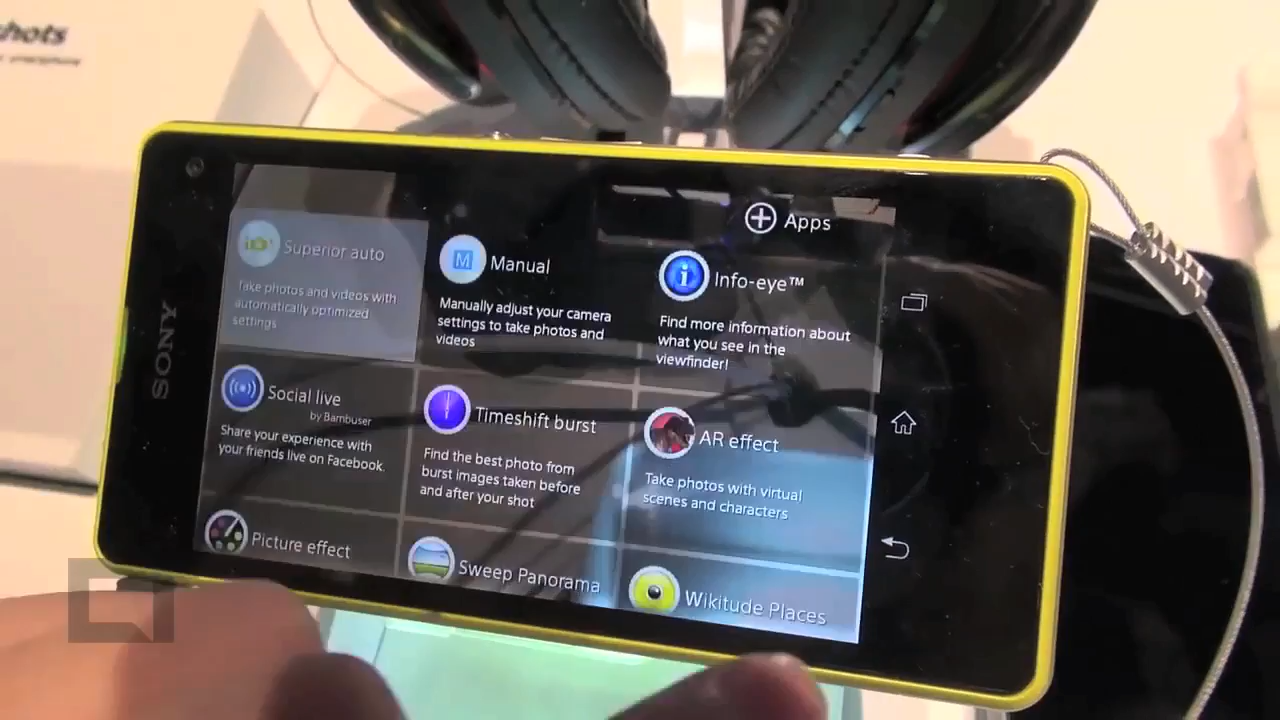 shots
smartphone
SONY
Apps
Superior auto
Take photos and videos with
automatically optimized
settings
Manual
Manually adjust your camera
settings to take photos and
videos
Info-eye™
Find more information about
what you see in the
viewfinder!
Social live
by Bambuser
Share your experience with
your friends live on Facebook.
Timeshift burst
Find the best photo from
burst images taken before
and after your shot
AR effect
Take photos with virtual
scenes and characters
Picture effect
Sweep Panorama
Wikitude Places